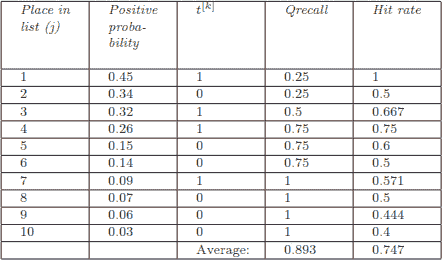 Place in list (j) Positive proba-bility t[k] Qrecall Hit rate
1 0.45 1 0.25 1
2 0.34 0 0.25 0.5
3 0.32 1 0.5 0.667
4 0.26 1 0.75 0.75
5 0.15 0 0.75 0.6
6 0.14 0 0.75 0.5
7 0.09 1 1 0.571
8 0.07 0 1 0.5
9 0.06 0 1 0.444
10 0.03 0 1 0.4
Average: 0.893 0.747